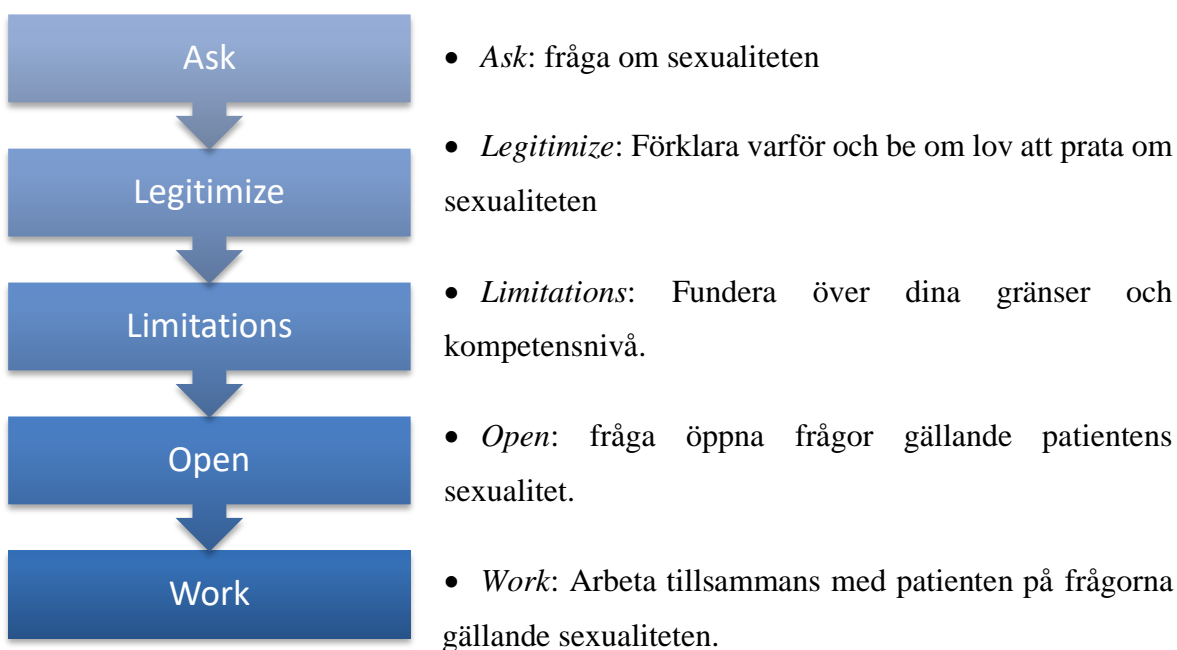 Ask
• Ask: fråga om sexualiteten
Legitimize
• Legitimize: Förklara varför och be om lov att prata om
sexualiteten
Limitations
• Limitations: Fundera över dina gränser och
kompetensnivå.
Open
• Open: fråga öppna frågor gällande patientens
sexualitet.
Work
• Work: Arbeta tillsammans med patienten på frågorna
gällande sexualiteten.